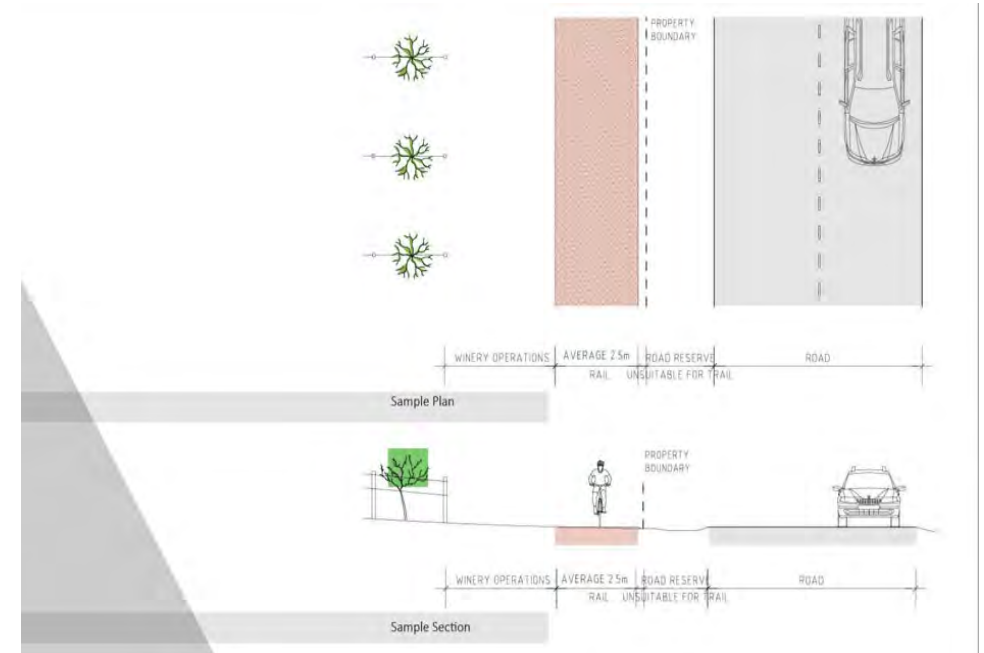 PROPERTY
BOUNDARY
WINERY OPERATIONS AVERAGE 2.5m ROAD RESERVE ROAD
RAIL UNSUITABLE FOR TRAIL
Sample Plan
PROPERTY
BOUNDARY
WINERY OPERATIONS AVERAGE 2.5m ROAD RESERVE ROAD
RAIL UNSUITABLE FOR TRAIL
Sample Section